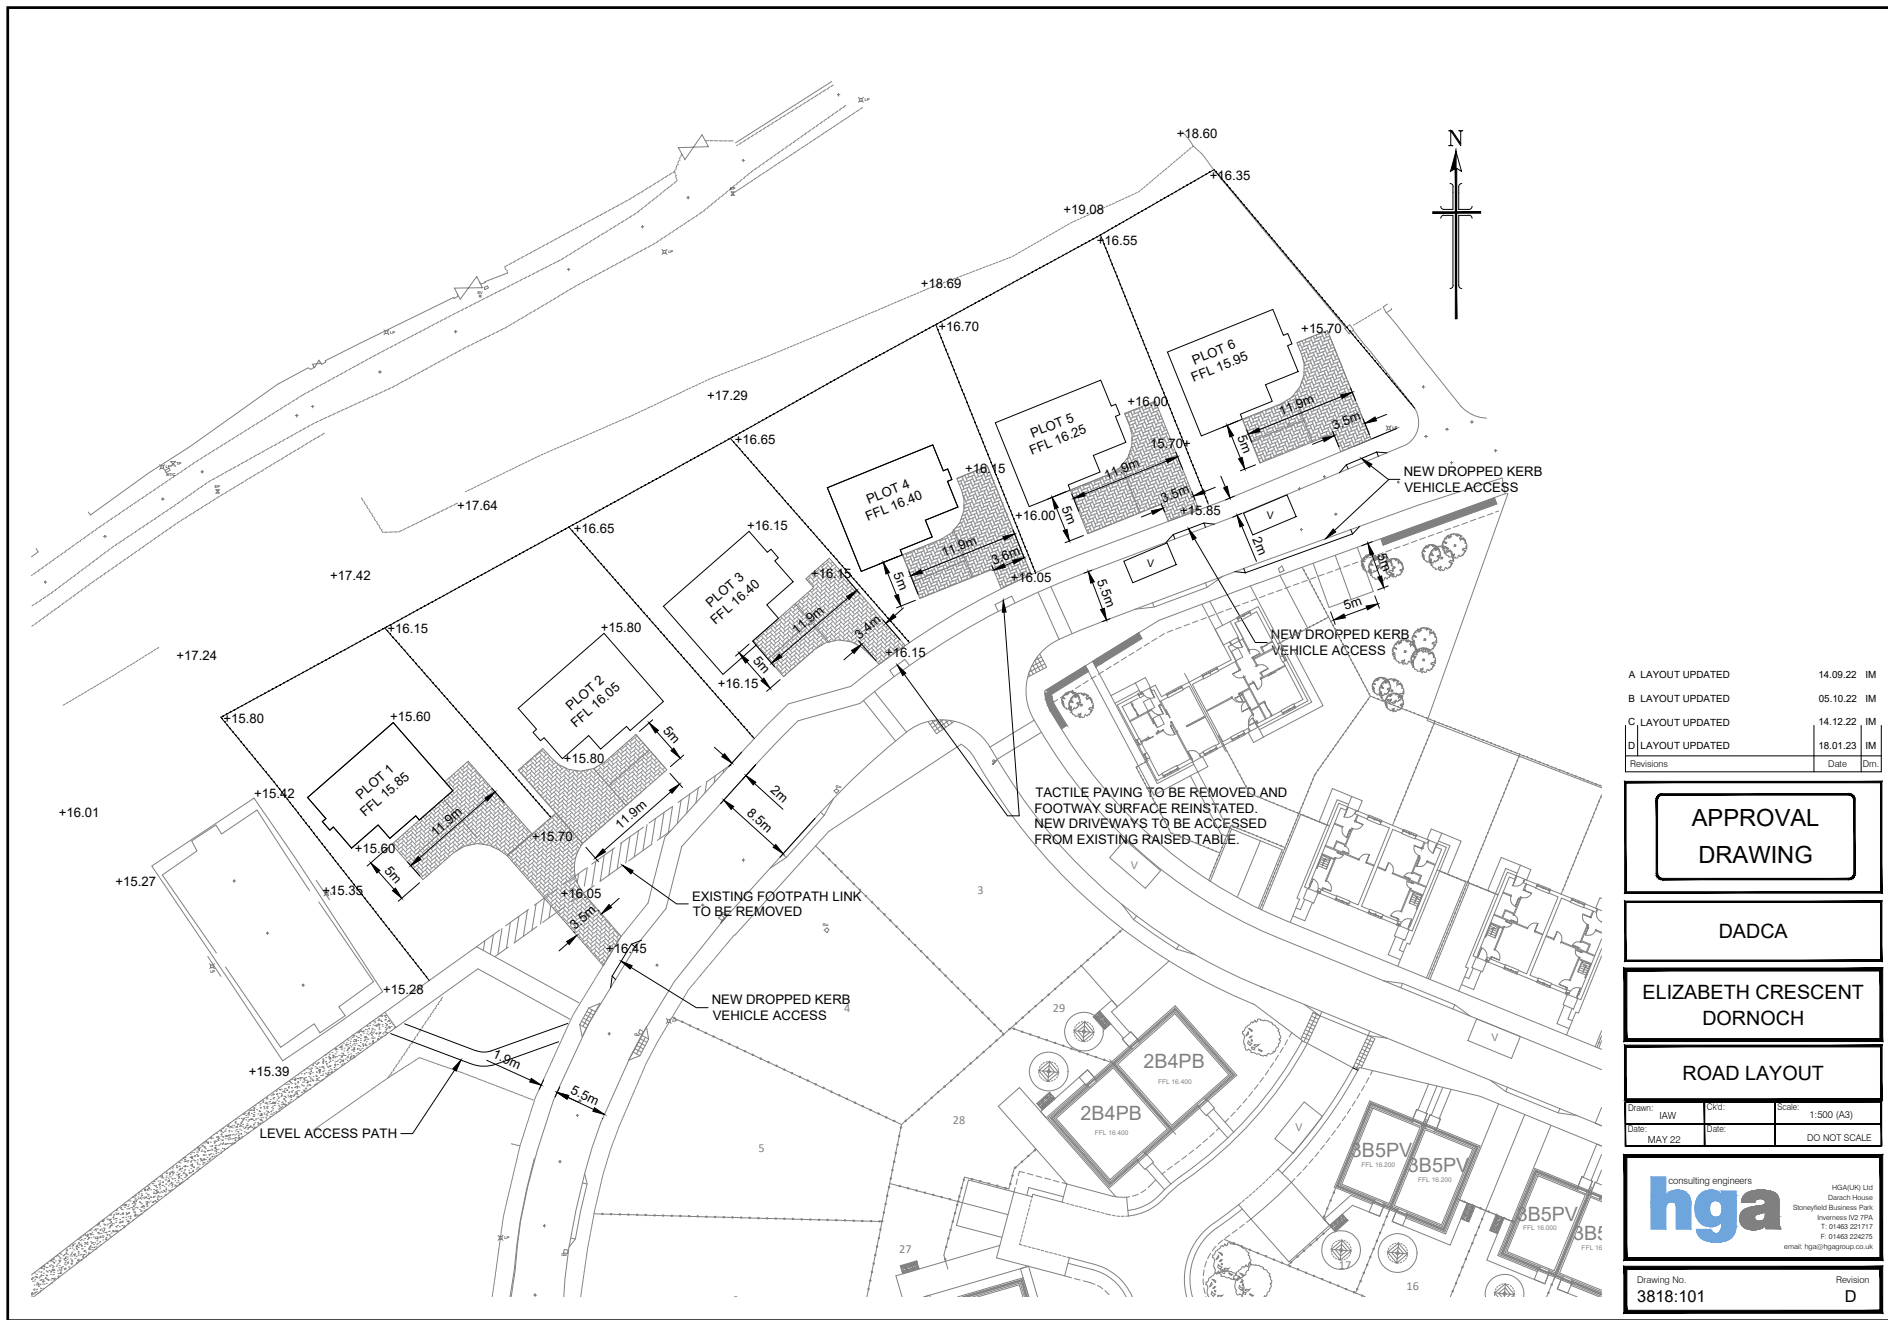 N
+18.60
+16.35
+19.08
+16.55
+18.69
+16.70
+15.70
PLOT 6
FFL 15.95
11.9m
3.5m
5m
+17.29
+16.65
+16.00
PLOT 5
FFL 16.25
15.70+
11.9m
3.5m
5m
+15.85
+16.00
NEW DROPPED KERB
VEHICLE ACCESS
V
2m
V
+16.15
PLOT 4
FFL 16.40
11.9m
3.6m
5m
+16.05
5.5m
5m
5m
NEW DROPPED KERB
VEHICLE ACCESS
+17.64
+16.65
+16.15
PLOT 3
FFL 16.40
+16.15
11.9m
3.4m
5m
+16.15
+16.15
+17.42
+16.15
+15.80
PLOT 2
FFL 16.05
5m
+15.80
11.9m
+17.24
+15.80
+15.60
PLOT 1
FFL 15.85
11.9m
+15.60
5m
+15.70
+16.05
3.5m
+16.45
2m
8.5m
+15.42
+16.01
+15.27
+15.35
+15.28
+15.39
TACTILE PAVING TO BE REMOVED AND
FOOTWAY SURFACE REINSTATED.
NEW DRIVEWAYS TO BE ACCESSED
FROM EXISTING RAISED TABLE.
EXISTING FOOTPATH LINK
TO BE REMOVED
NEW DROPPED KERB
VEHICLE ACCESS
1.9m
5.5m
LEVEL ACCESS PATH
V
3
4
5
29
28
27
17
16
V
V
2B4PB
FFL 16.400
2B4PB
FFL 16.400
3B5PV
FFL 16.200
3B5PV
FFL 16.200
3B5PV
FFL 16.000
3B5
FFL 16
A LAYOUT UPDATED 14.09.22 IM
B LAYOUT UPDATED 05.10.22 IM
C LAYOUT UPDATED 14.12.22 IM
D LAYOUT UPDATED 18.01.23 IM
Revisions Date Drn.
APPROVAL
DRAWING
DADCA
ELIZABETH CRESCENT
DORNOCH
ROAD LAYOUT
Drawn: IAW Ck'd: Scale: 1:500 (A3)
Date: MAY 22 Date: DO NOT SCALE
consulting engineers
hga
HGA(UK) Ltd
Darach House
Stoneyfield Business Park
Inverness IV2 7PA
T: 01463 221717
F: 01463 224275
email: hga@hgagroup.co.uk
Drawing No. Revision
3818:101 D